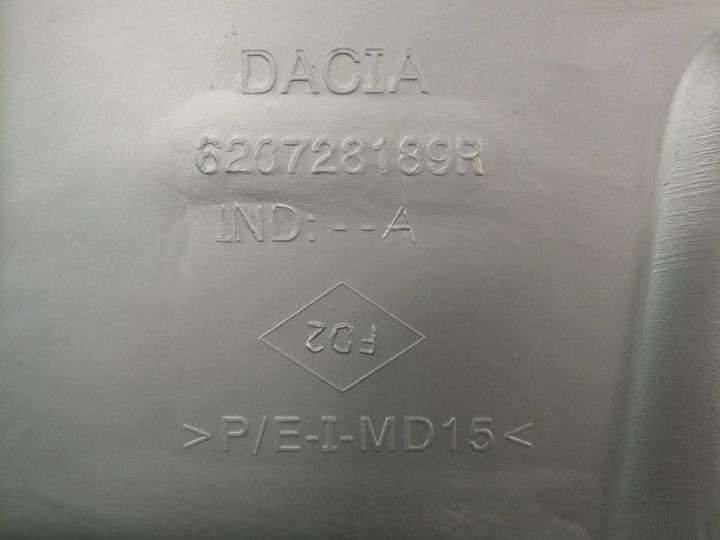 DACIA
620728189R
IND: --A
FD2
>P/E-I-MD15<